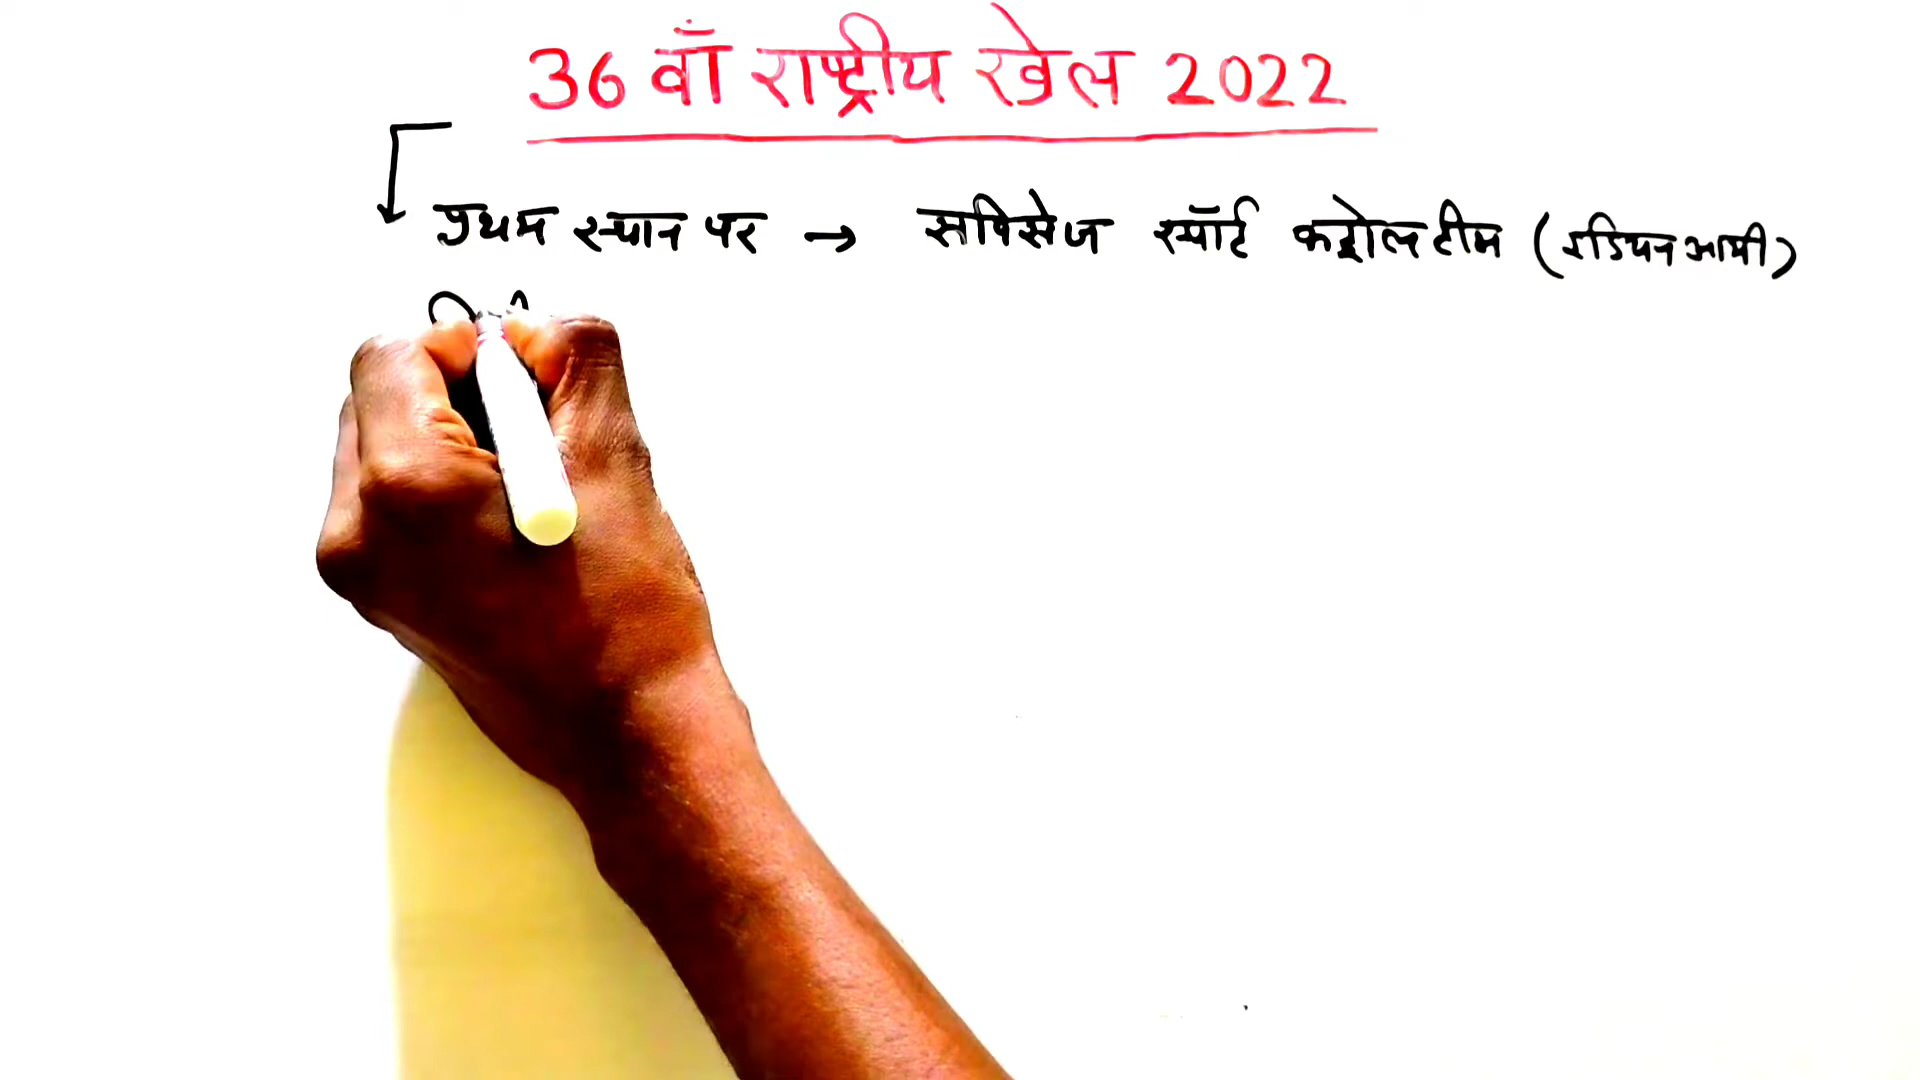 36 वाँ राष्ट्रीय खेल 2022
प्रथम स्थान पर → सर्विसेज स्पॉर्ट कंट्रोल टीम (इंडियन आर्मी)